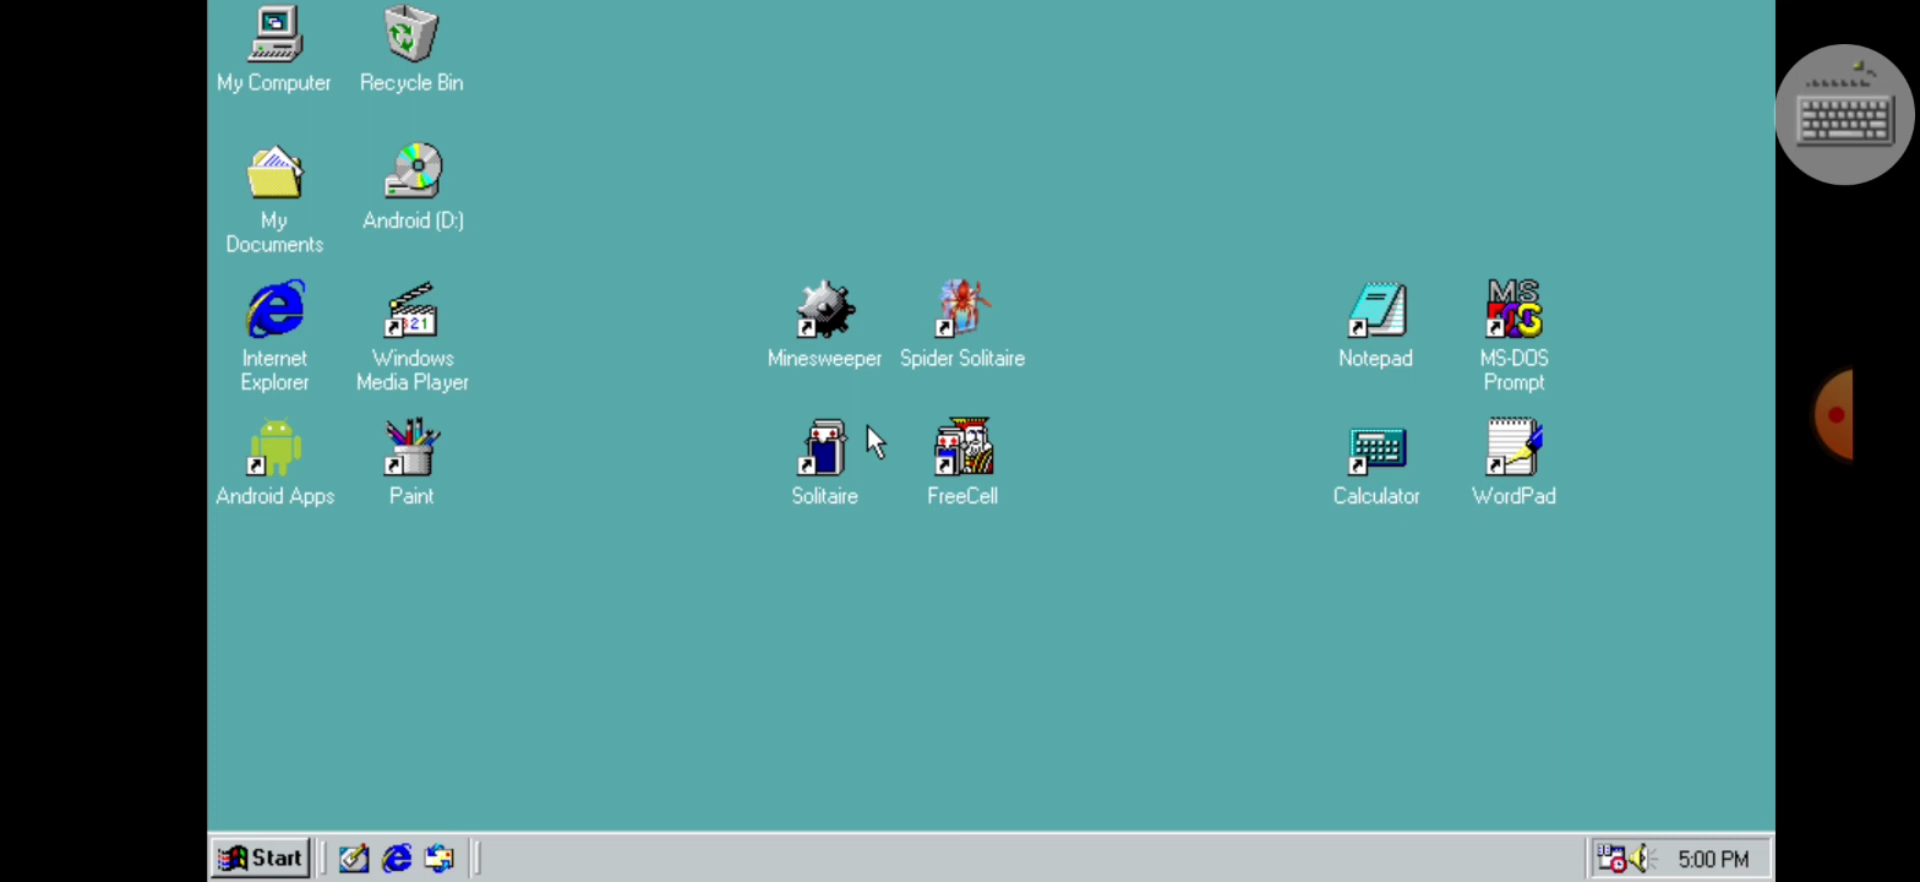 My Computer
Recycle Bin
My
Documents
Android (D:)
Internet
Explorer
Windows
Media Player
Minesweeper
Spider Solitaire
Notepad
MS-DOS
Prompt
Android Apps
Paint
Solitaire
FreeCell
Calculator
WordPad
Start
5:00 PM